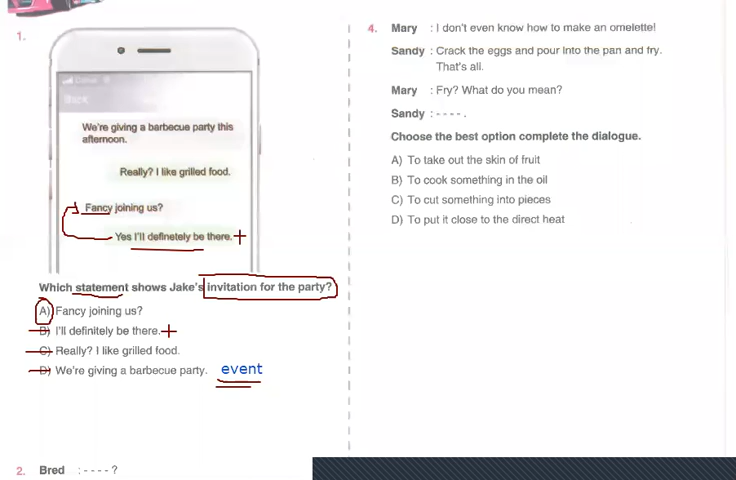 1.
We're giving a barbecue party this
afternoon.
Really? I like grilled food.
Fancy joining us?
Yes I'll definetely be there.+
Which statement shows Jake's invitation for the party?
A) Fancy joining us?
B) I'll definitely be there.+
C) Really? I like grilled food.
D) We're giving a barbecue party. event
2. Bred : - - - - ?
4. Mary : I don't even know how to make an omelette!
Sandy : Crack the eggs and pour into the pan and fry.
That's all.
Mary : Fry? What do you mean?
Sandy : - - - - .
Choose the best option complete the dialogue.
A) To take out the skin of fruit
B) To cook something in the oil
C) To cut something into pieces
D) To put it close to the direct heat